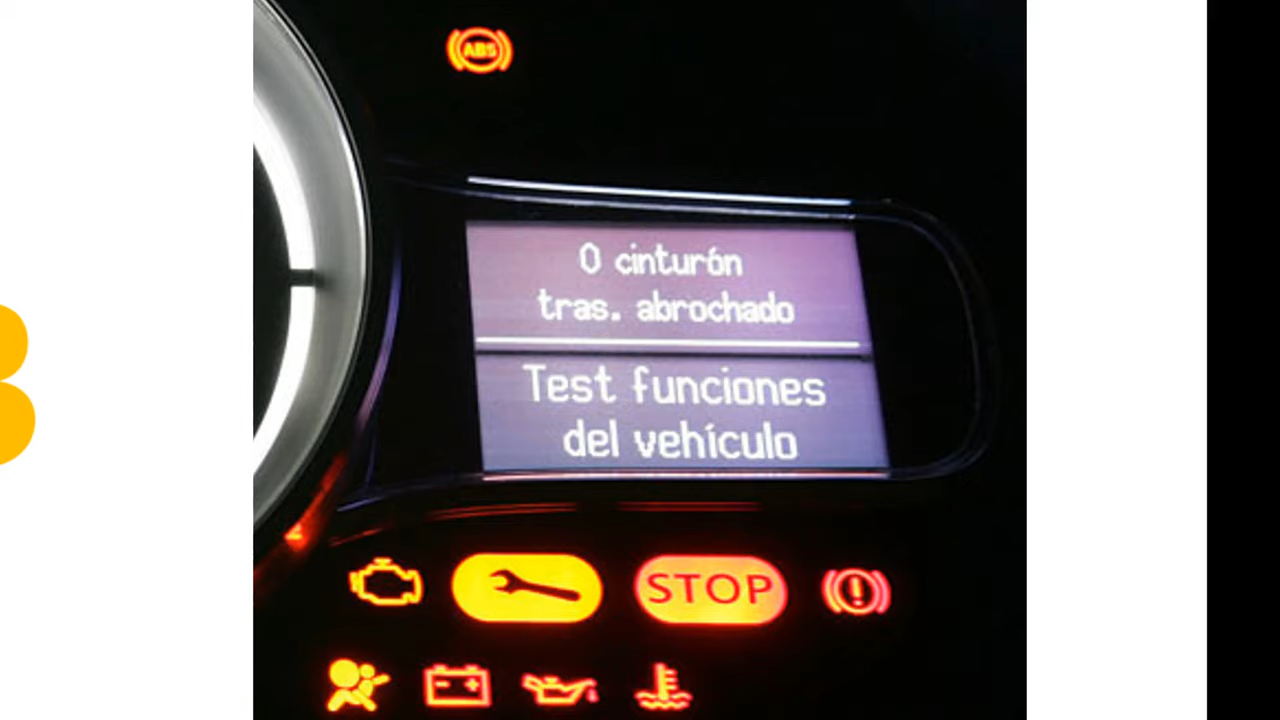 ABS
0 cinturón
tras. abrochado
Test funciones
del vehículo
STOP